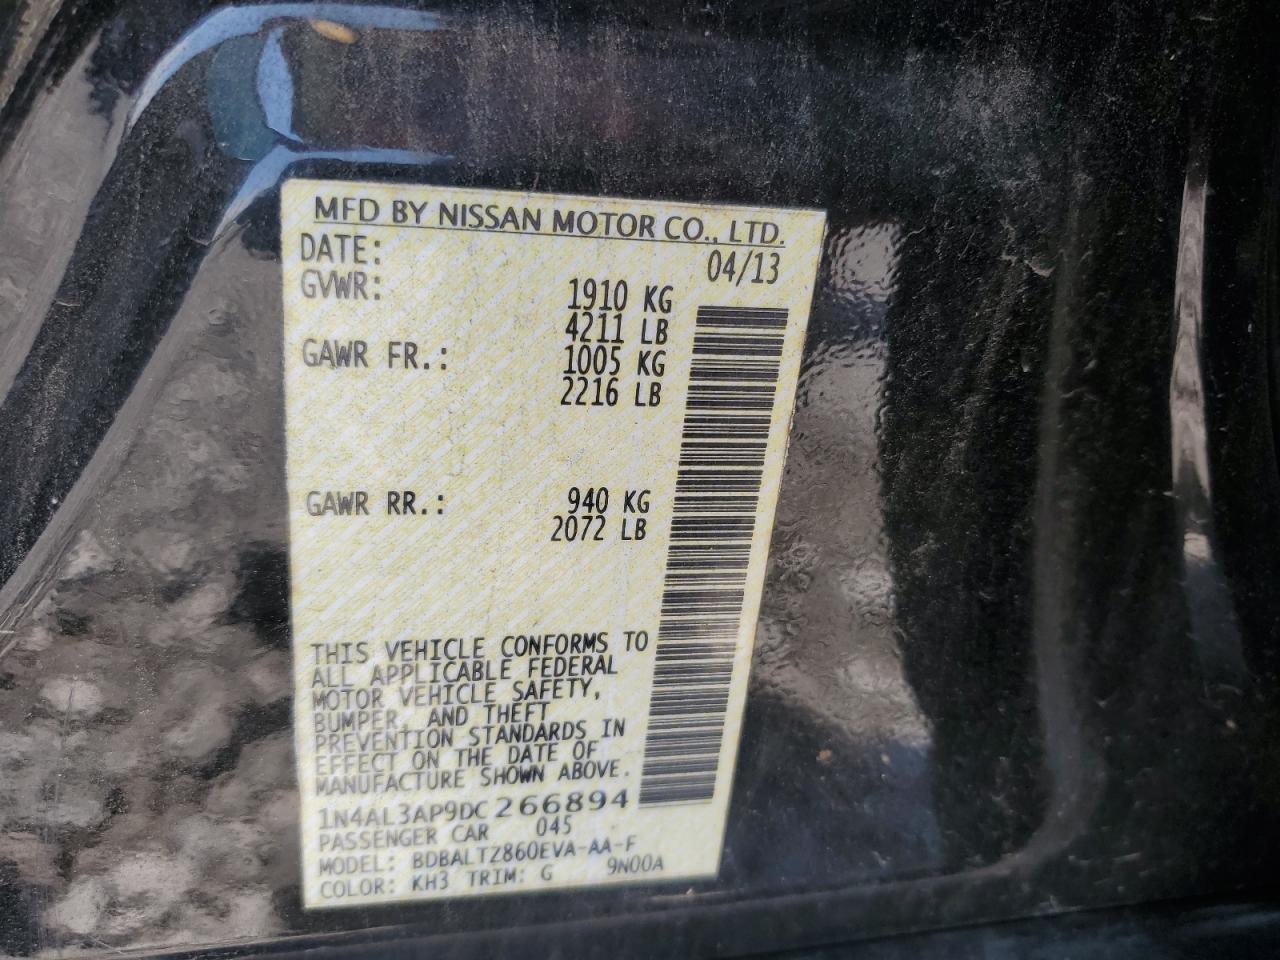 MFD BY NISSAN MOTOR CO., LTD.
DATE: 04/13
GVWR: 1910 KG
4211 LB
GAWR FR.: 1005 KG
2216 LB
GAWR RR.: 940 KG
2072 LB
THIS VEHICLE CONFORMS TO
ALL APPLICABLE FEDERAL
MOTOR VEHICLE SAFETY,
BUMPER, AND THEFT
PREVENTION STANDARDS IN
EFFECT ON THE DATE OF
MANUFACTURE SHOWN ABOVE.
1N4AL3AP9DC266894
PASSENGER CAR 045
MODEL: BDBALTZ860EVA-AA-F
COLOR: KH3 TRIM: G 9N00A